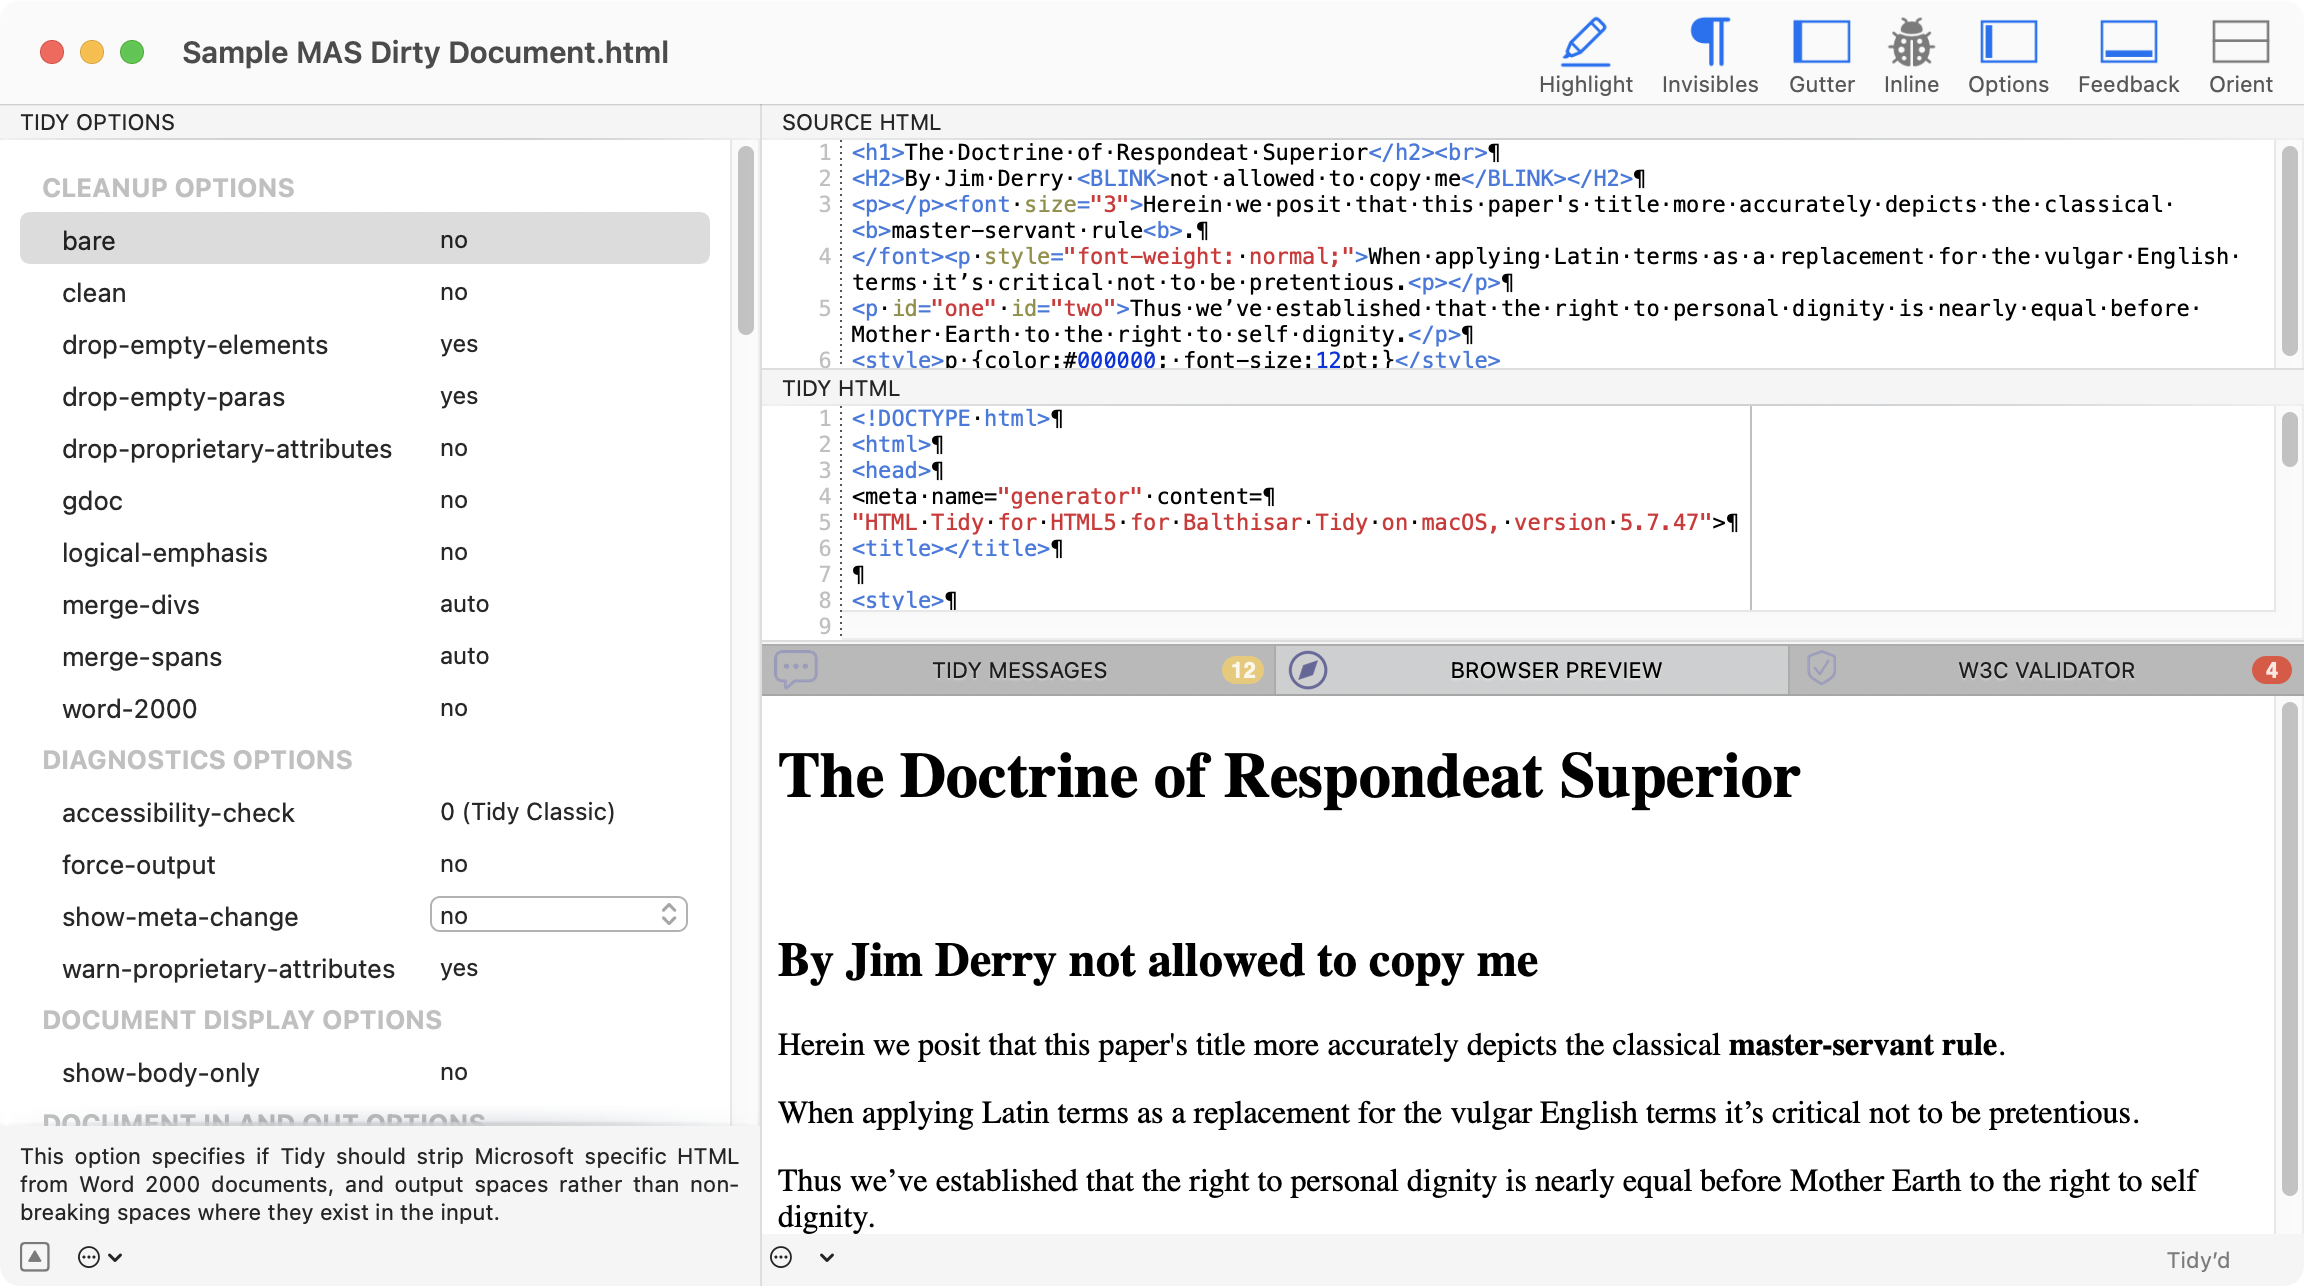 Sample MAS Dirty Document.html
Highlight
Invisibles
Gutter
Inline
Options
Feedback
Orient
TIDY OPTIONS
CLEANUP OPTIONS
bare no
clean no
drop-empty-elements yes
drop-empty-paras yes
drop-proprietary-attributes no
gdoc no
logical-emphasis no
merge-divs auto
merge-spans auto
word-2000 no
DIAGNOSTICS OPTIONS
accessibility-check 0 (Tidy Classic)
force-output no
show-meta-change no
warn-proprietary-attributes yes
DOCUMENT DISPLAY OPTIONS
show-body-only no
DOCUMENT IN AND OUT OPTIONS
This option specifies if Tidy should strip Microsoft specific HTML
from Word 2000 documents, and output spaces rather than non-
breaking spaces where they exist in the input.
SOURCE HTML
1 <h1>The·Doctrine·of·Respondeat·Superior</h2><br>¶
2 <H2>By·Jim·Derry·<BLINK>not·allowed·to·copy·me</BLINK></H2>¶
3 <p></p><font·size="3">Herein·we·posit·that·this·paper's·title·more·accurately·depicts·the·classical·
<b>master-servant·rule<b>.¶
4 </font><p·style="font-weight:·normal;">When·applying·Latin·terms·as·a·replacement·for·the·vulgar·English·
terms·it’s·critical·not·to·be·pretentious.<p></p>¶
5 <p·id="one"·id="two">Thus·we’ve·established·that·the·right·to·personal·dignity·is·nearly·equal·before·
Mother·Earth·to·the·right·to·self·dignity.</p>¶
6 <style>p·{color:#000000;·font-size:12pt;}</style>
TIDY HTML
1 <!DOCTYPE·html>¶
2 <html>¶
3 <head>¶
4 <meta·name="generator"·content=¶
5 "HTML·Tidy·for·HTML5·for·Balthisar·Tidy·on·macOS,·version·5.7.47">¶
6 <title></title>¶
7 ¶
8 <style>¶
9
TIDY MESSAGES 12
BROWSER PREVIEW
W3C VALIDATOR 4
The Doctrine of Respondeat Superior
By Jim Derry not allowed to copy me
Herein we posit that this paper's title more accurately depicts the classical master-servant rule.
When applying Latin terms as a replacement for the vulgar English terms it’s critical not to be pretentious.
Thus we’ve established that the right to personal dignity is nearly equal before Mother Earth to the right to self
dignity.
Tidy’d